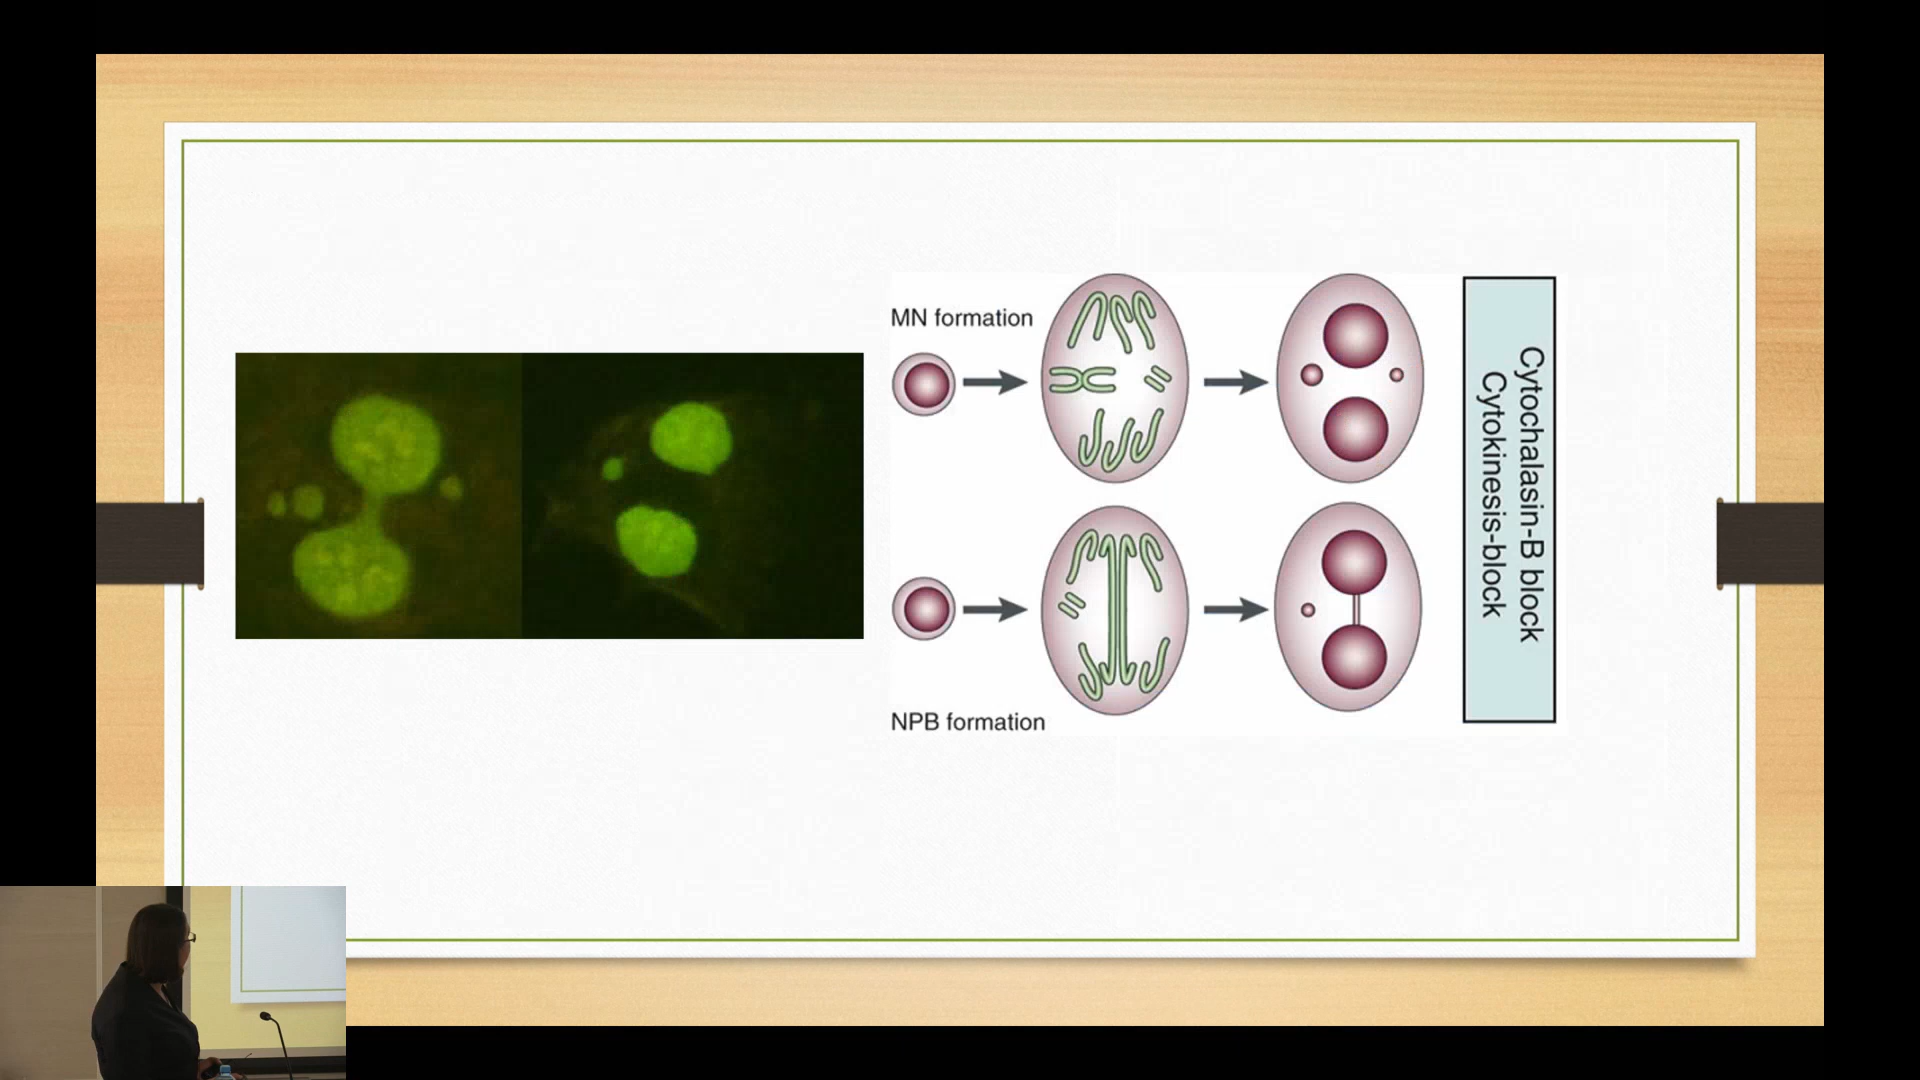 MN formation
NPB formation
Cytochalasin-B block
Cytokinesis-block